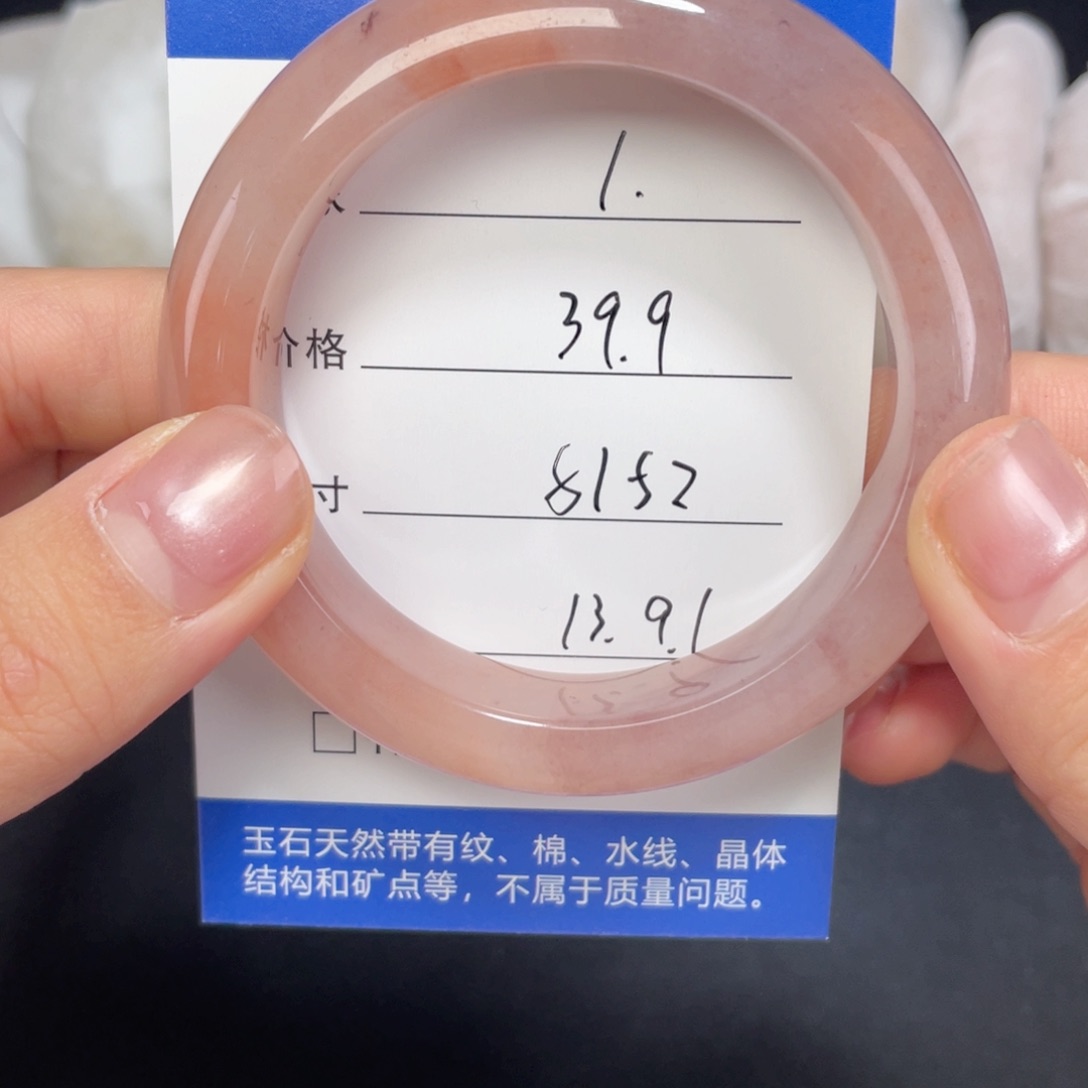 1.
价格 39.9
寸 8152
13.9.1
玉石天然带有纹、棉、水线、晶体
结构和矿点等，不属于质量问题。